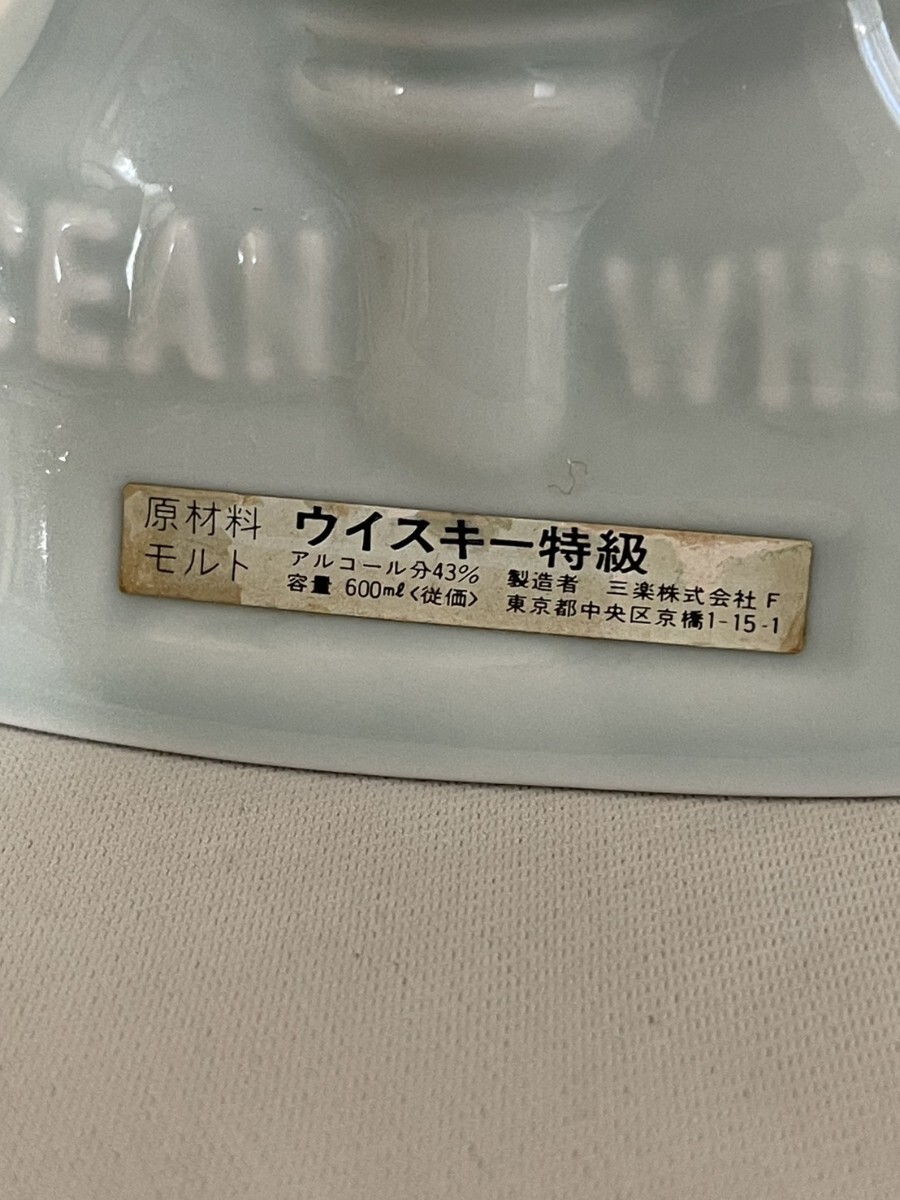 CEAN WHI
原材料
モルト
ウイスキー特級
アルコール分43%
容量 600ml<従価>
製造者 三楽株式会社 F
東京都中央区京橋1-15-1